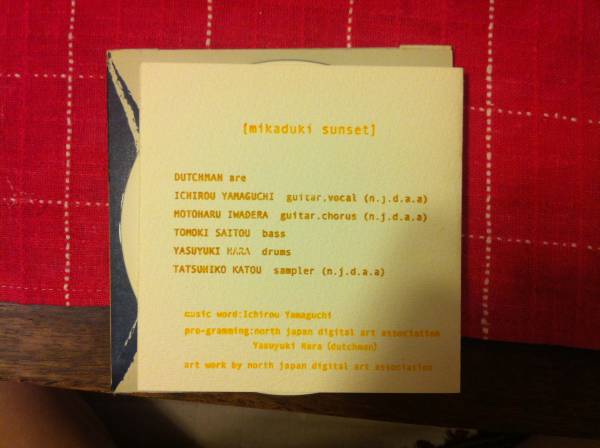 [mikaduki sunset]
DUTCHMAN are
ICHIROU YAMAGUCHI guitar.vocal (n.j.d.a.a)
MOTOHARU IWADERA guitar.chorus (n.j.d.a.a)
TOMOKI SAITOU bass
YASUYUKI NARA drums
TATSUHIKO KATOU sampler (n.j.d.a.a)
music word:Ichirou Yamaguchi
pro-gramming:north japan digital art association
Yasuyuki Nara (dutchman)
art work by north japan digital art association